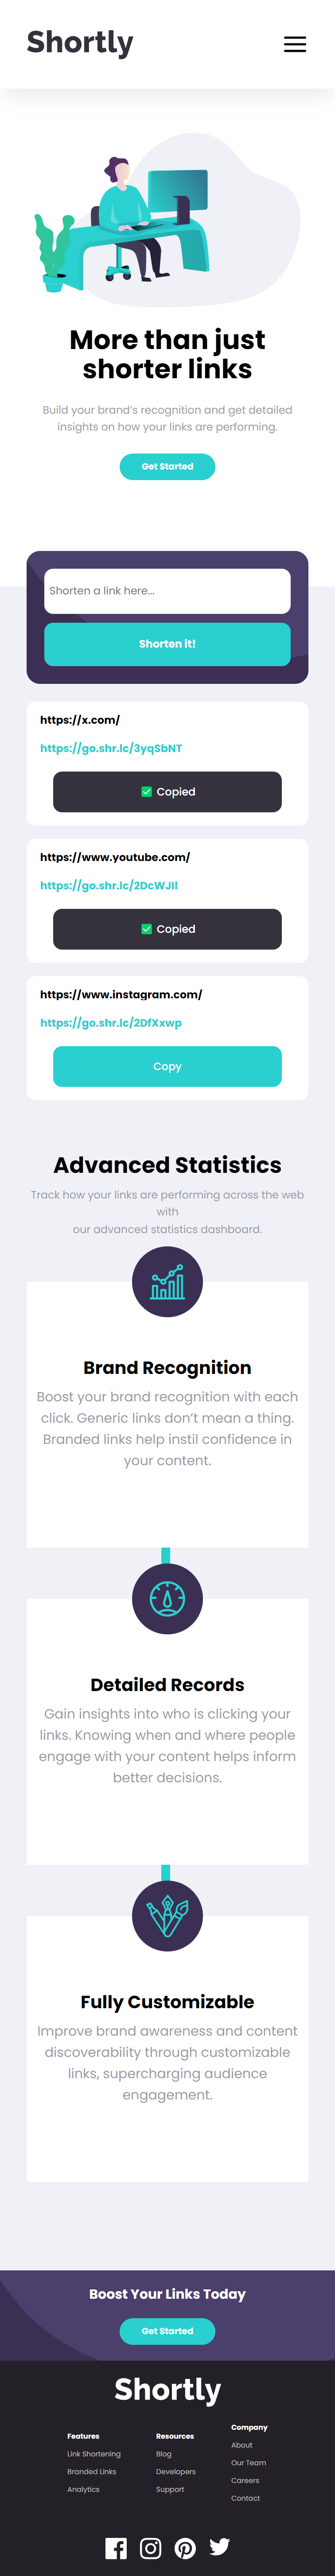 Shortly
More than just
shorter links
Build your brand's recognition and get detailed
insights on how your links are performing.
Get Started
Shorten a link here...
Shorten it!
https://x.com/
https://go.shr.lc/3yqSbNT
✅ Copied
https://www.youtube.com/
https://go.shr.lc/2DcWJII
✅ Copied
https://www.instagram.com/
https://go.shr.lc/2DfXxwp
Copy
Advanced Statistics
Track how your links are performing across the web
with
our advanced statistics dashboard.
Brand Recognition
Boost your brand recognition with each
click. Generic links don't mean a thing.
Branded links help instil confidence in
your content.
Detailed Records
Gain insights into who is clicking your
links. Knowing when and where people
engage with your content helps inform
better decisions.
Fully Customizable
Improve brand awareness and content
discoverability through customizable
links, supercharging audience
engagement.
Boost Your Links Today
Get Started
Shortly
Features
Link Shortening
Branded Links
Analytics
Resources
Blog
Developers
Support
Company
About
Our Team
Careers
Contact